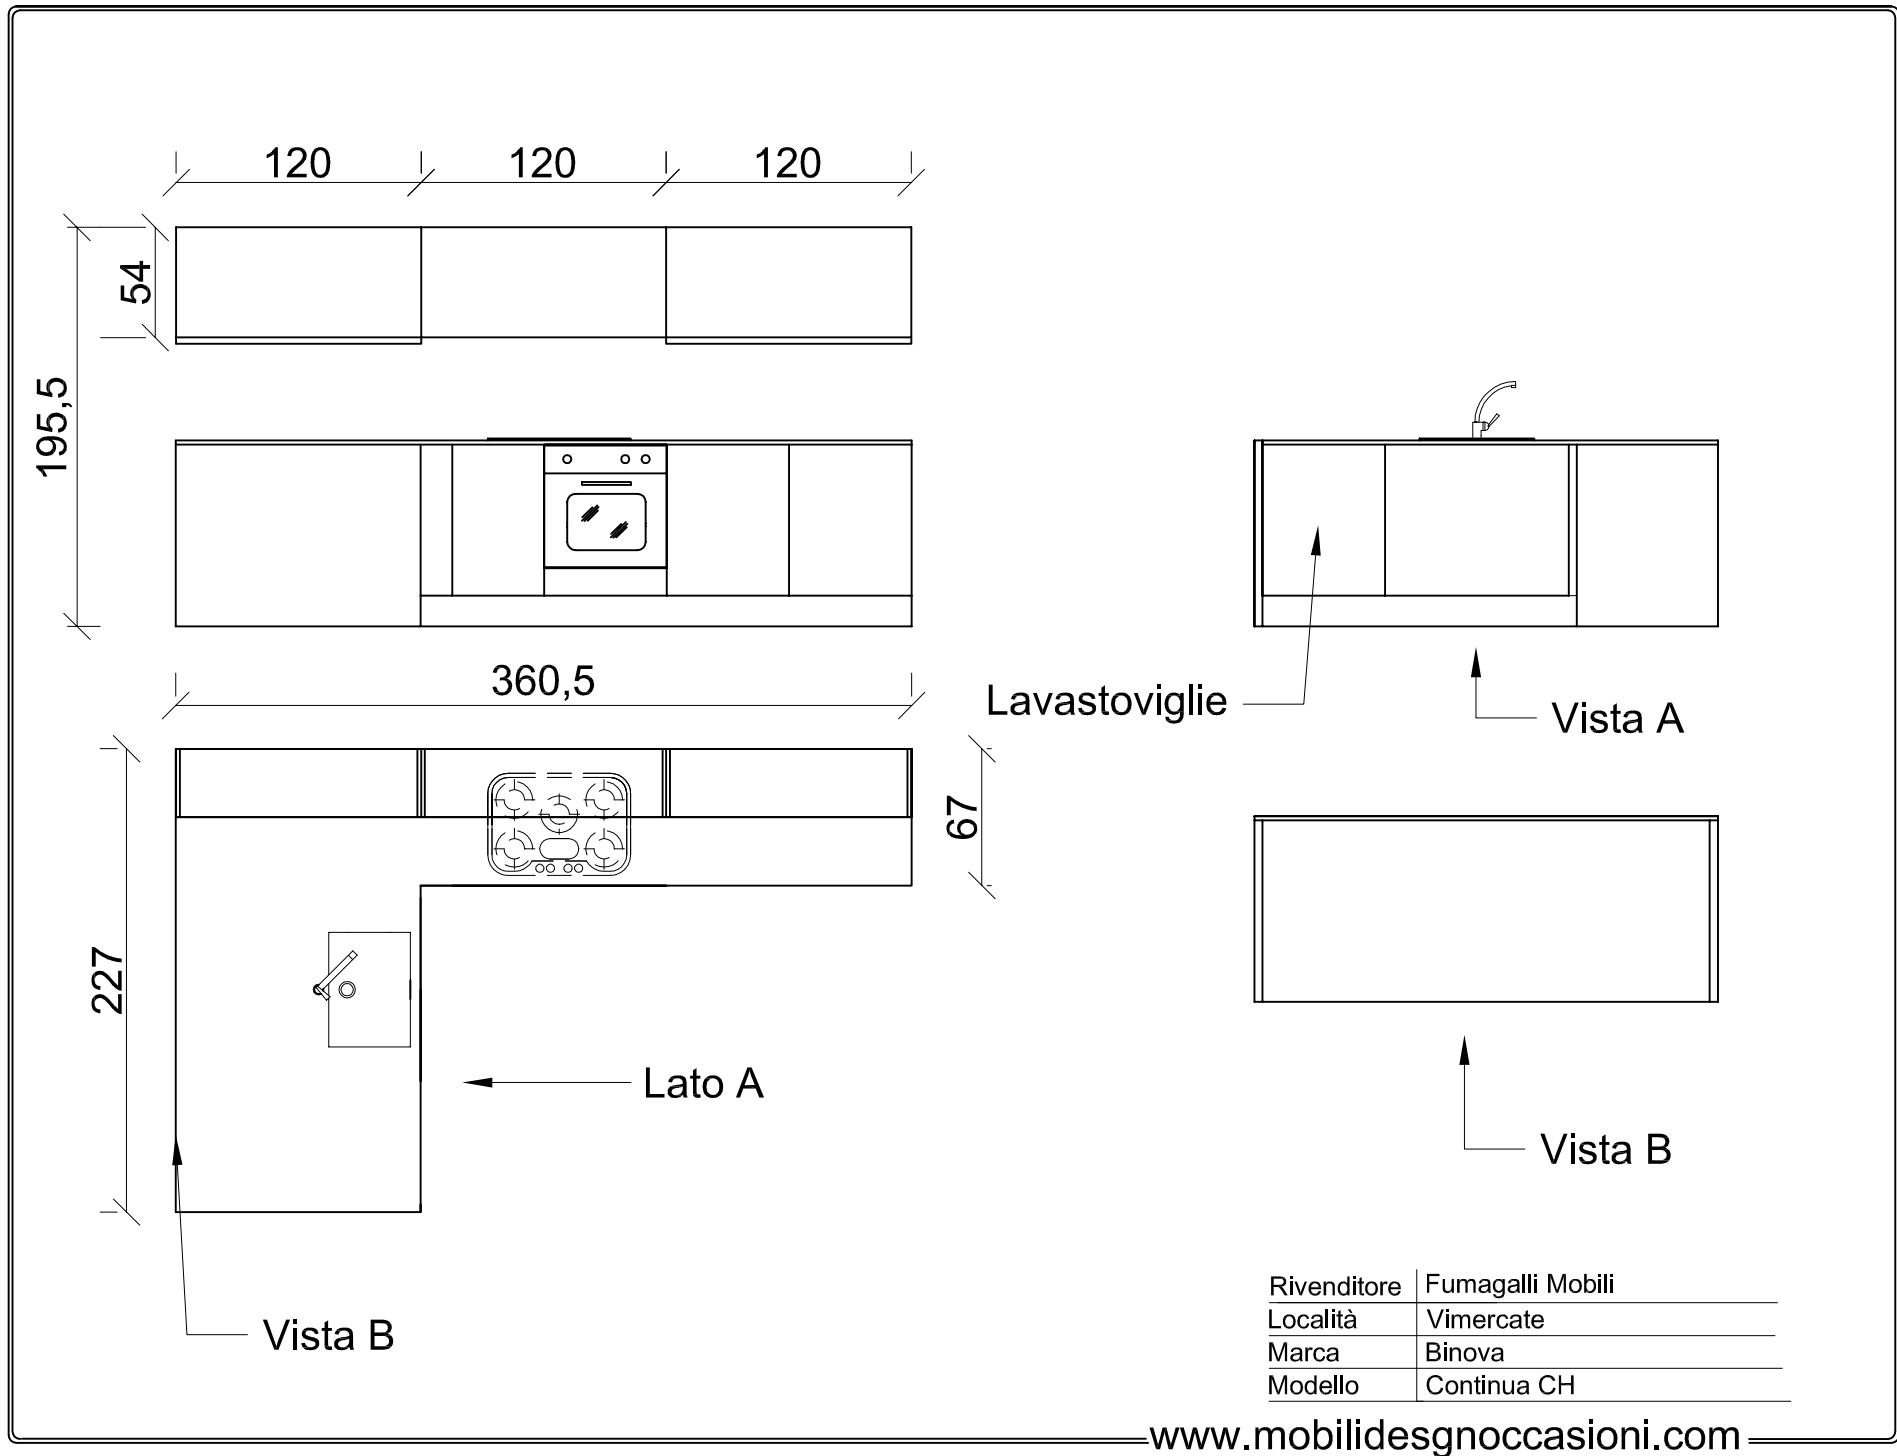 120 120 120
54
195,5
360,5
Lavastoviglie
Vista A
67
227
Lato A
Vista B
Vista B
Rivenditore Fumagalli Mobili
Località Vimercate
Marca Binova
Modello Continua CH
www.mobilidesgnoccasioni.com